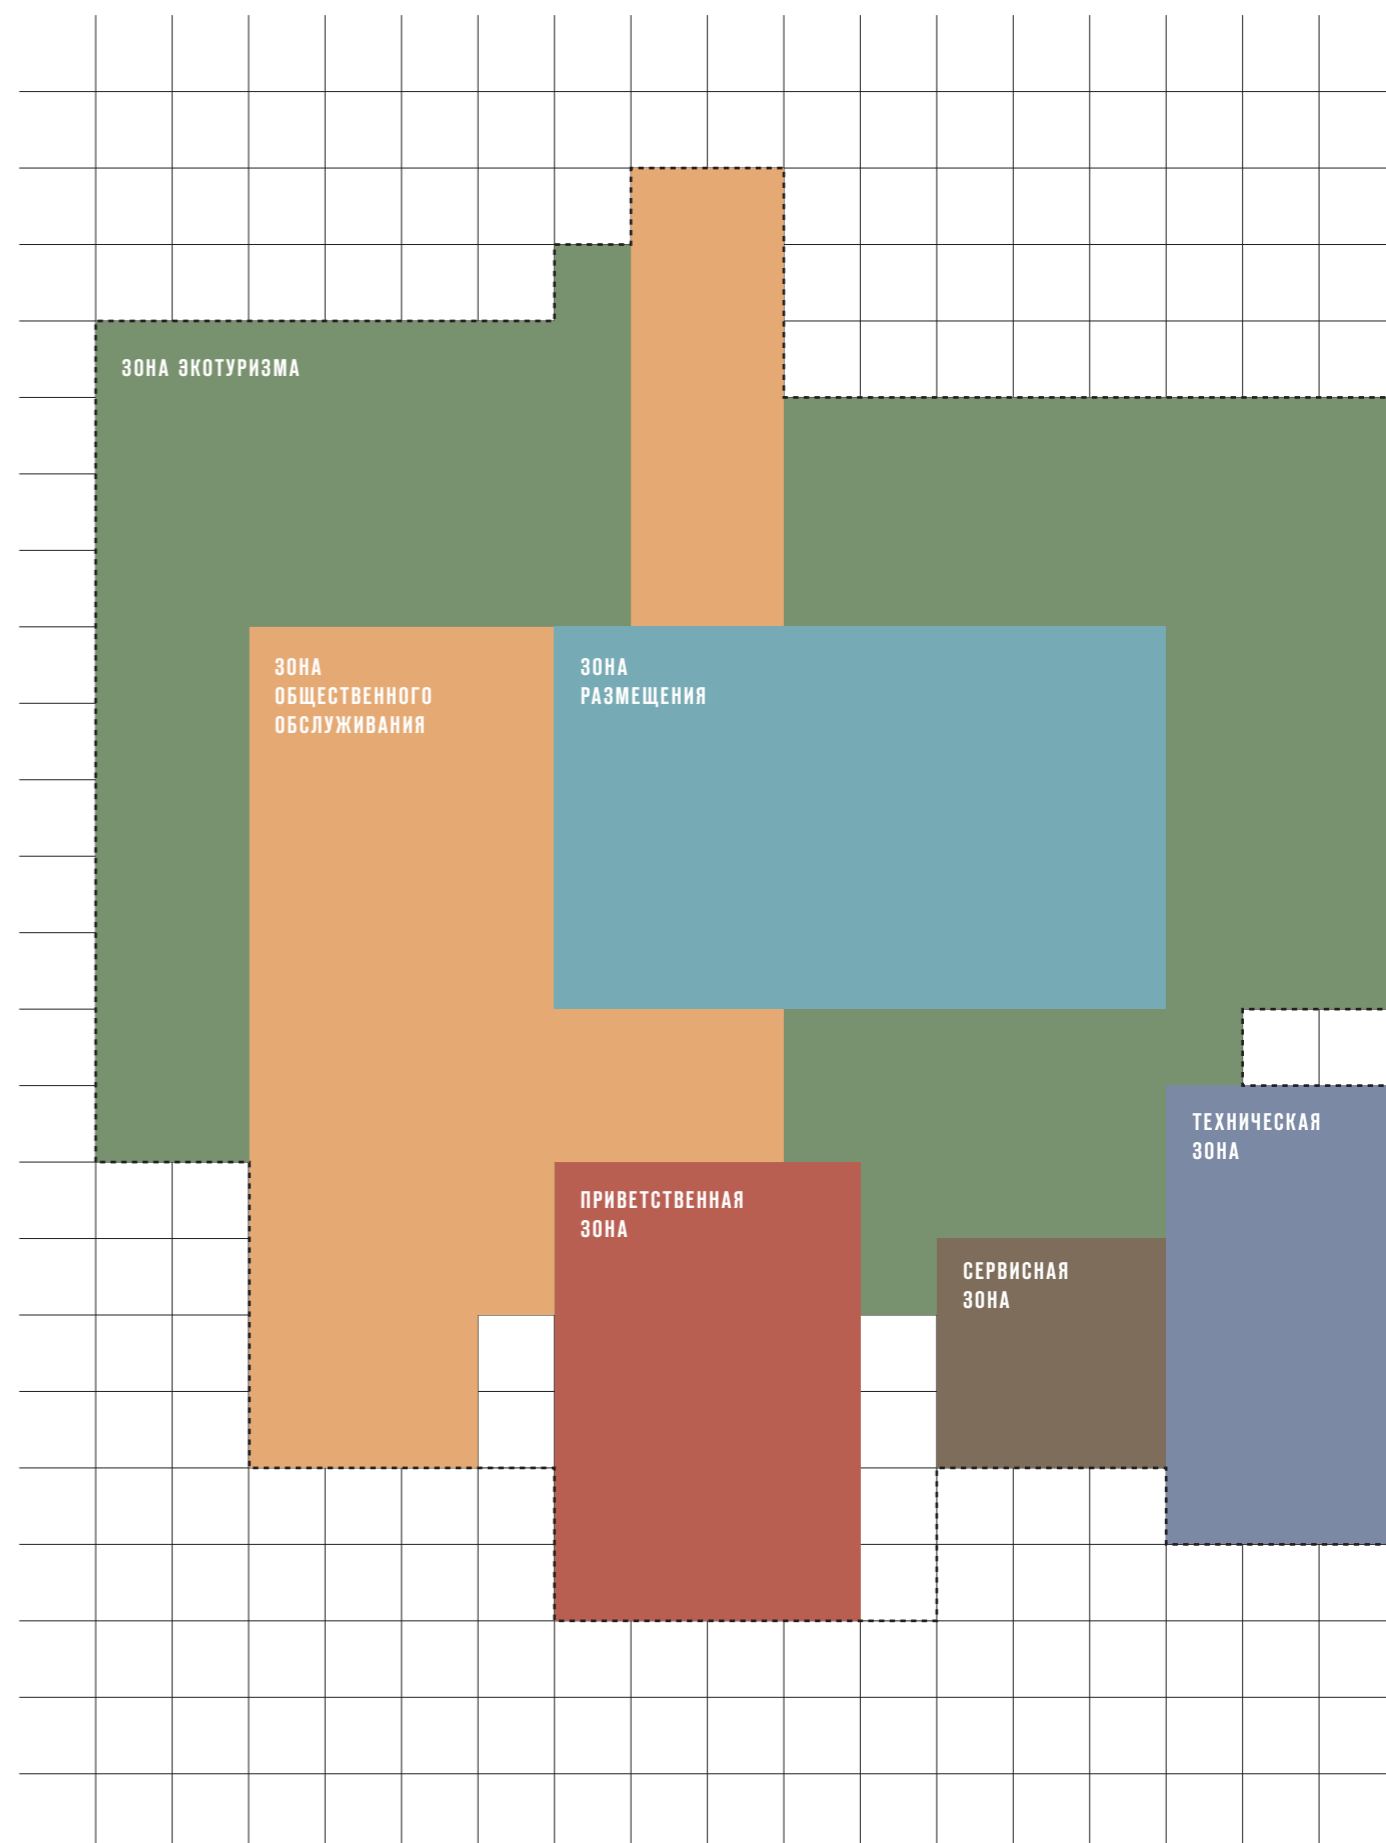 ЗОНА ЭКОТУРИЗМА
ЗОНА
ОБЩЕСТВЕННОГО
ОБСЛУЖИВАНИЯ
ЗОНА
РАЗМЕЩЕНИЯ
ТЕХНИЧЕСКАЯ
ЗОНА
ПРИВЕТСТВЕННАЯ
ЗОНА
СЕРВИСНАЯ
ЗОНА